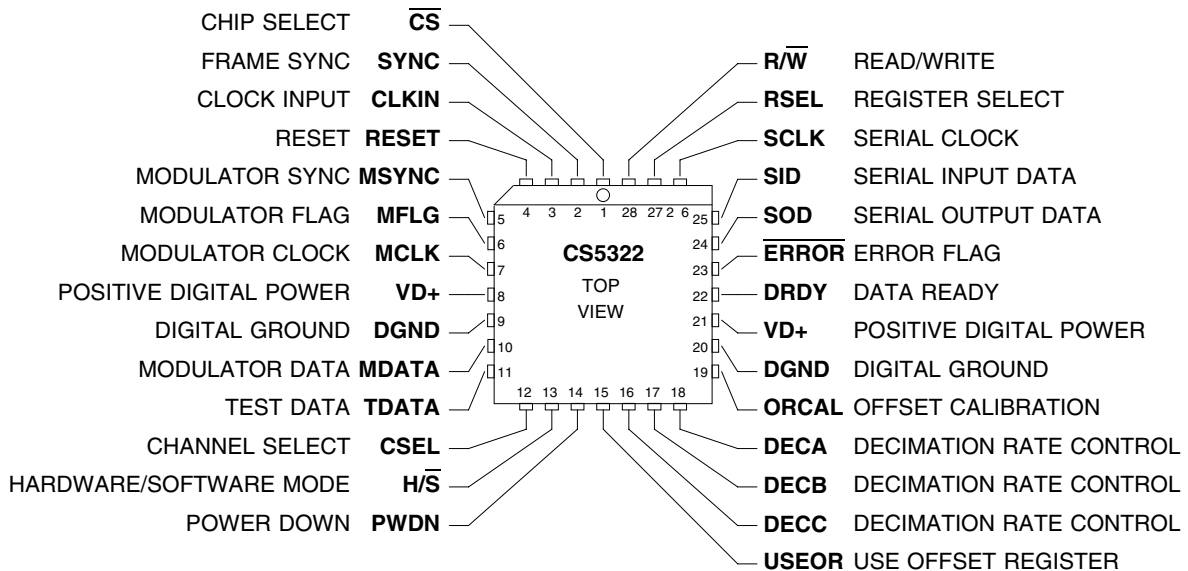 CHIP SELECT C̅S̅
FRAME SYNC SYNC
CLOCK INPUT CLKIN
RESET RESET
MODULATOR SYNC MSYNC
MODULATOR FLAG MFLG
MODULATOR CLOCK MCLK
POSITIVE DIGITAL POWER VD+
DIGITAL GROUND DGND
MODULATOR DATA MDATA
TEST DATA TDATA
CHANNEL SELECT CSEL
HARDWARE/SOFTWARE MODE H/S̅
POWER DOWN PWDN
4 3 2 1 28 27 2 6
5
6
7
8
9
10
11
CS5322
TOP
VIEW
25
24
23
22
21
20
19
12 13 14 15 16 17 18
R/W̅ READ/WRITE
RSEL REGISTER SELECT
SCLK SERIAL CLOCK
SID SERIAL INPUT DATA
SOD SERIAL OUTPUT DATA
E̅R̅R̅O̅R̅ ERROR FLAG
DRDY DATA READY
VD+ POSITIVE DIGITAL POWER
DGND DIGITAL GROUND
ORCAL OFFSET CALIBRATION
DECA DECIMATION RATE CONTROL
DECB DECIMATION RATE CONTROL
DECC DECIMATION RATE CONTROL
USEOR USE OFFSET REGISTER